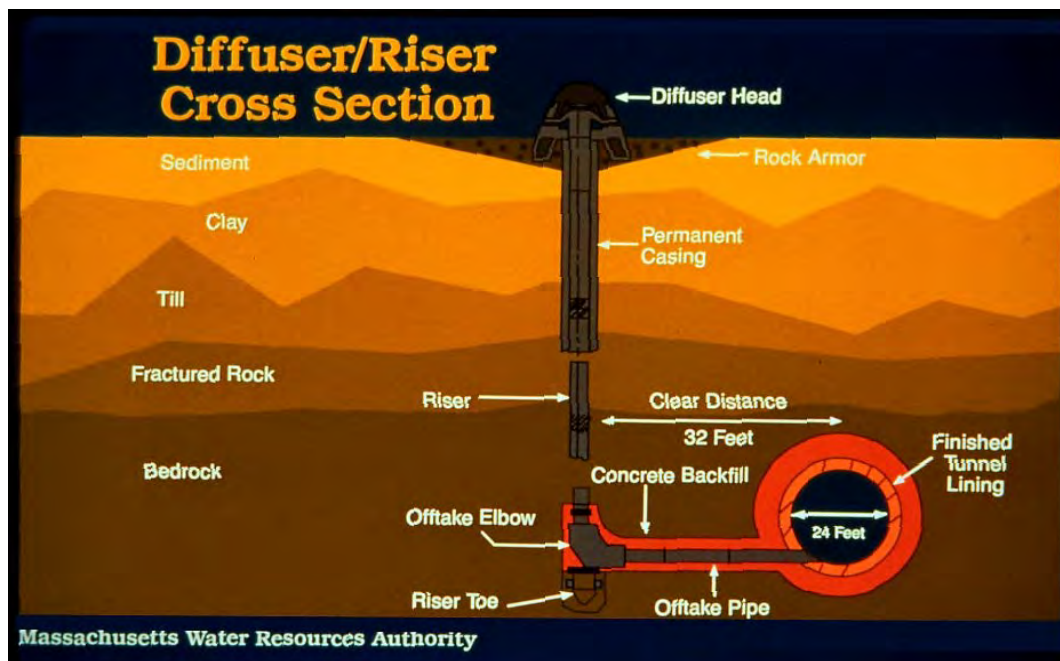 Diffuser/Riser
Cross Section
Diffuser Head
Sediment
Rock Armor
Clay
Permanent
Casing
Till
Fractured Rock
Riser
Clear Distance
32 Feet
Bedrock
Finished
Tunnel
Lining
Concrete Backfill
Offtake Elbow
24 Feet
Riser Toe
Offtake Pipe
Massachusetts Water Resources Authority